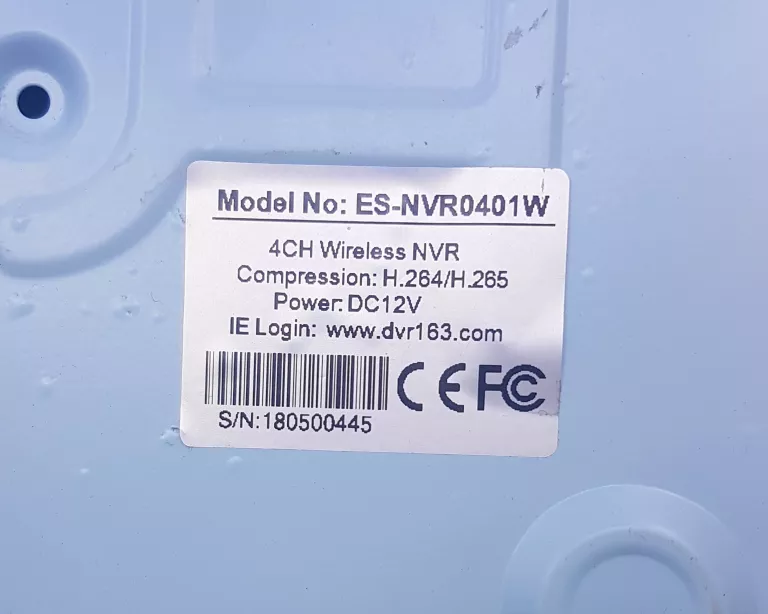 Model No: ES-NVR0401W
4CH Wireless NVR
Compression: H.264/H.265
Power: DC12V
IE Login: www.dvr163.com
CE FC
S/N:180500445